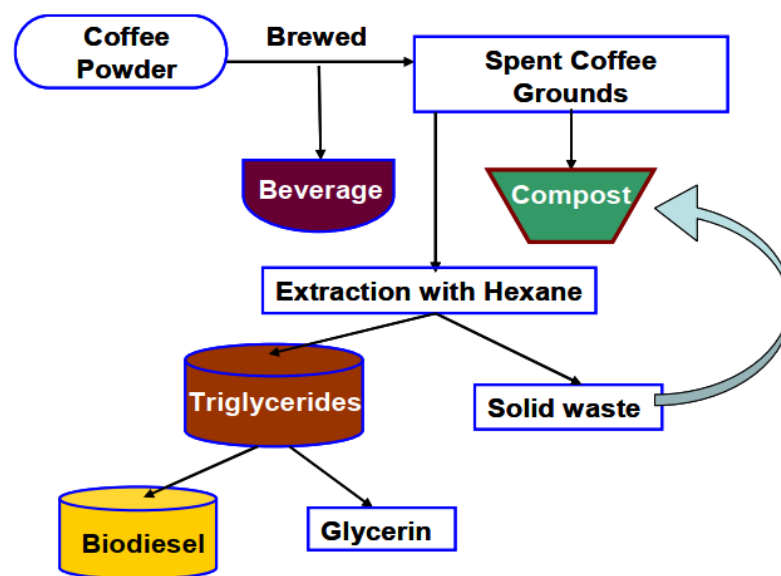 Coffee
Powder
Brewed
Spent Coffee
Grounds
Beverage
Compost
Extraction with Hexane
Triglycerides
Solid waste
Biodiesel
Glycerin